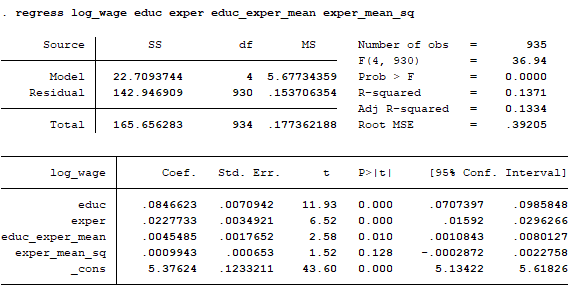 . regress log_wage educ exper educ_exper_mean exper_mean_sq
Source SS df MS Number of obs = 935
F(4, 930) = 36.94
Model 22.7093744 4 5.67734359 Prob > F = 0.0000
Residual 142.946909 930 .153706354 R-squared = 0.1371
Adj R-squared = 0.1334
Total 165.656283 934 .177362188 Root MSE = .39205
log_wage Coef. Std. Err. t P>|t| [95% Conf. Interval]
educ .0846623 .0070942 11.93 0.000 .0707397 .0985848
exper .0227733 .0034921 6.52 0.000 .01592 .0296266
educ_exper_mean .0045485 .0017652 2.58 0.010 .0010843 .0080127
exper_mean_sq .0009943 .000653 1.52 0.128 -.0002872 .0022758
_cons 5.37624 .1233211 43.60 0.000 5.13422 5.61826